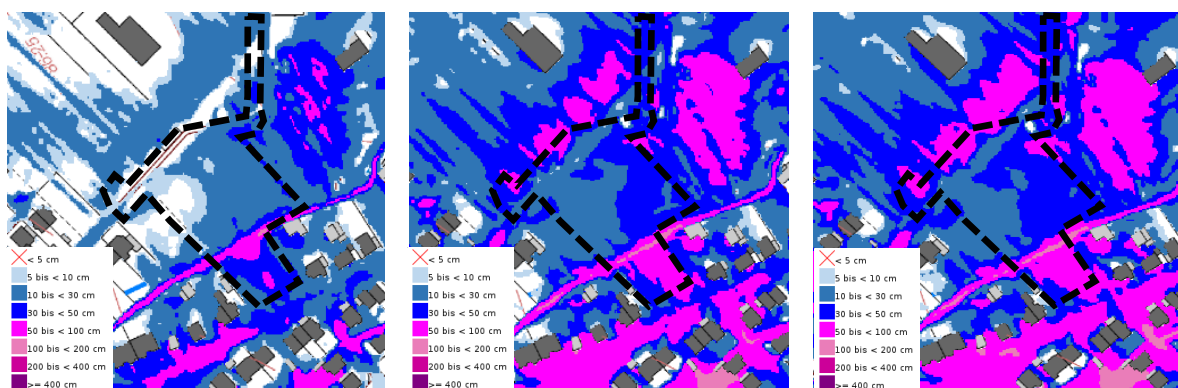 86.25
< 5 cm
5 bis < 10 cm
10 bis < 30 cm
30 bis < 50 cm
50 bis < 100 cm
100 bis < 200 cm
200 bis < 400 cm
>= 400 cm
< 5 cm
5 bis < 10 cm
10 bis < 30 cm
30 bis < 50 cm
50 bis < 100 cm
100 bis < 200 cm
200 bis < 400 cm
>= 400 cm
< 5 cm
5 bis < 10 cm
10 bis < 30 cm
30 bis < 50 cm
50 bis < 100 cm
100 bis < 200 cm
200 bis < 400 cm
>= 400 cm